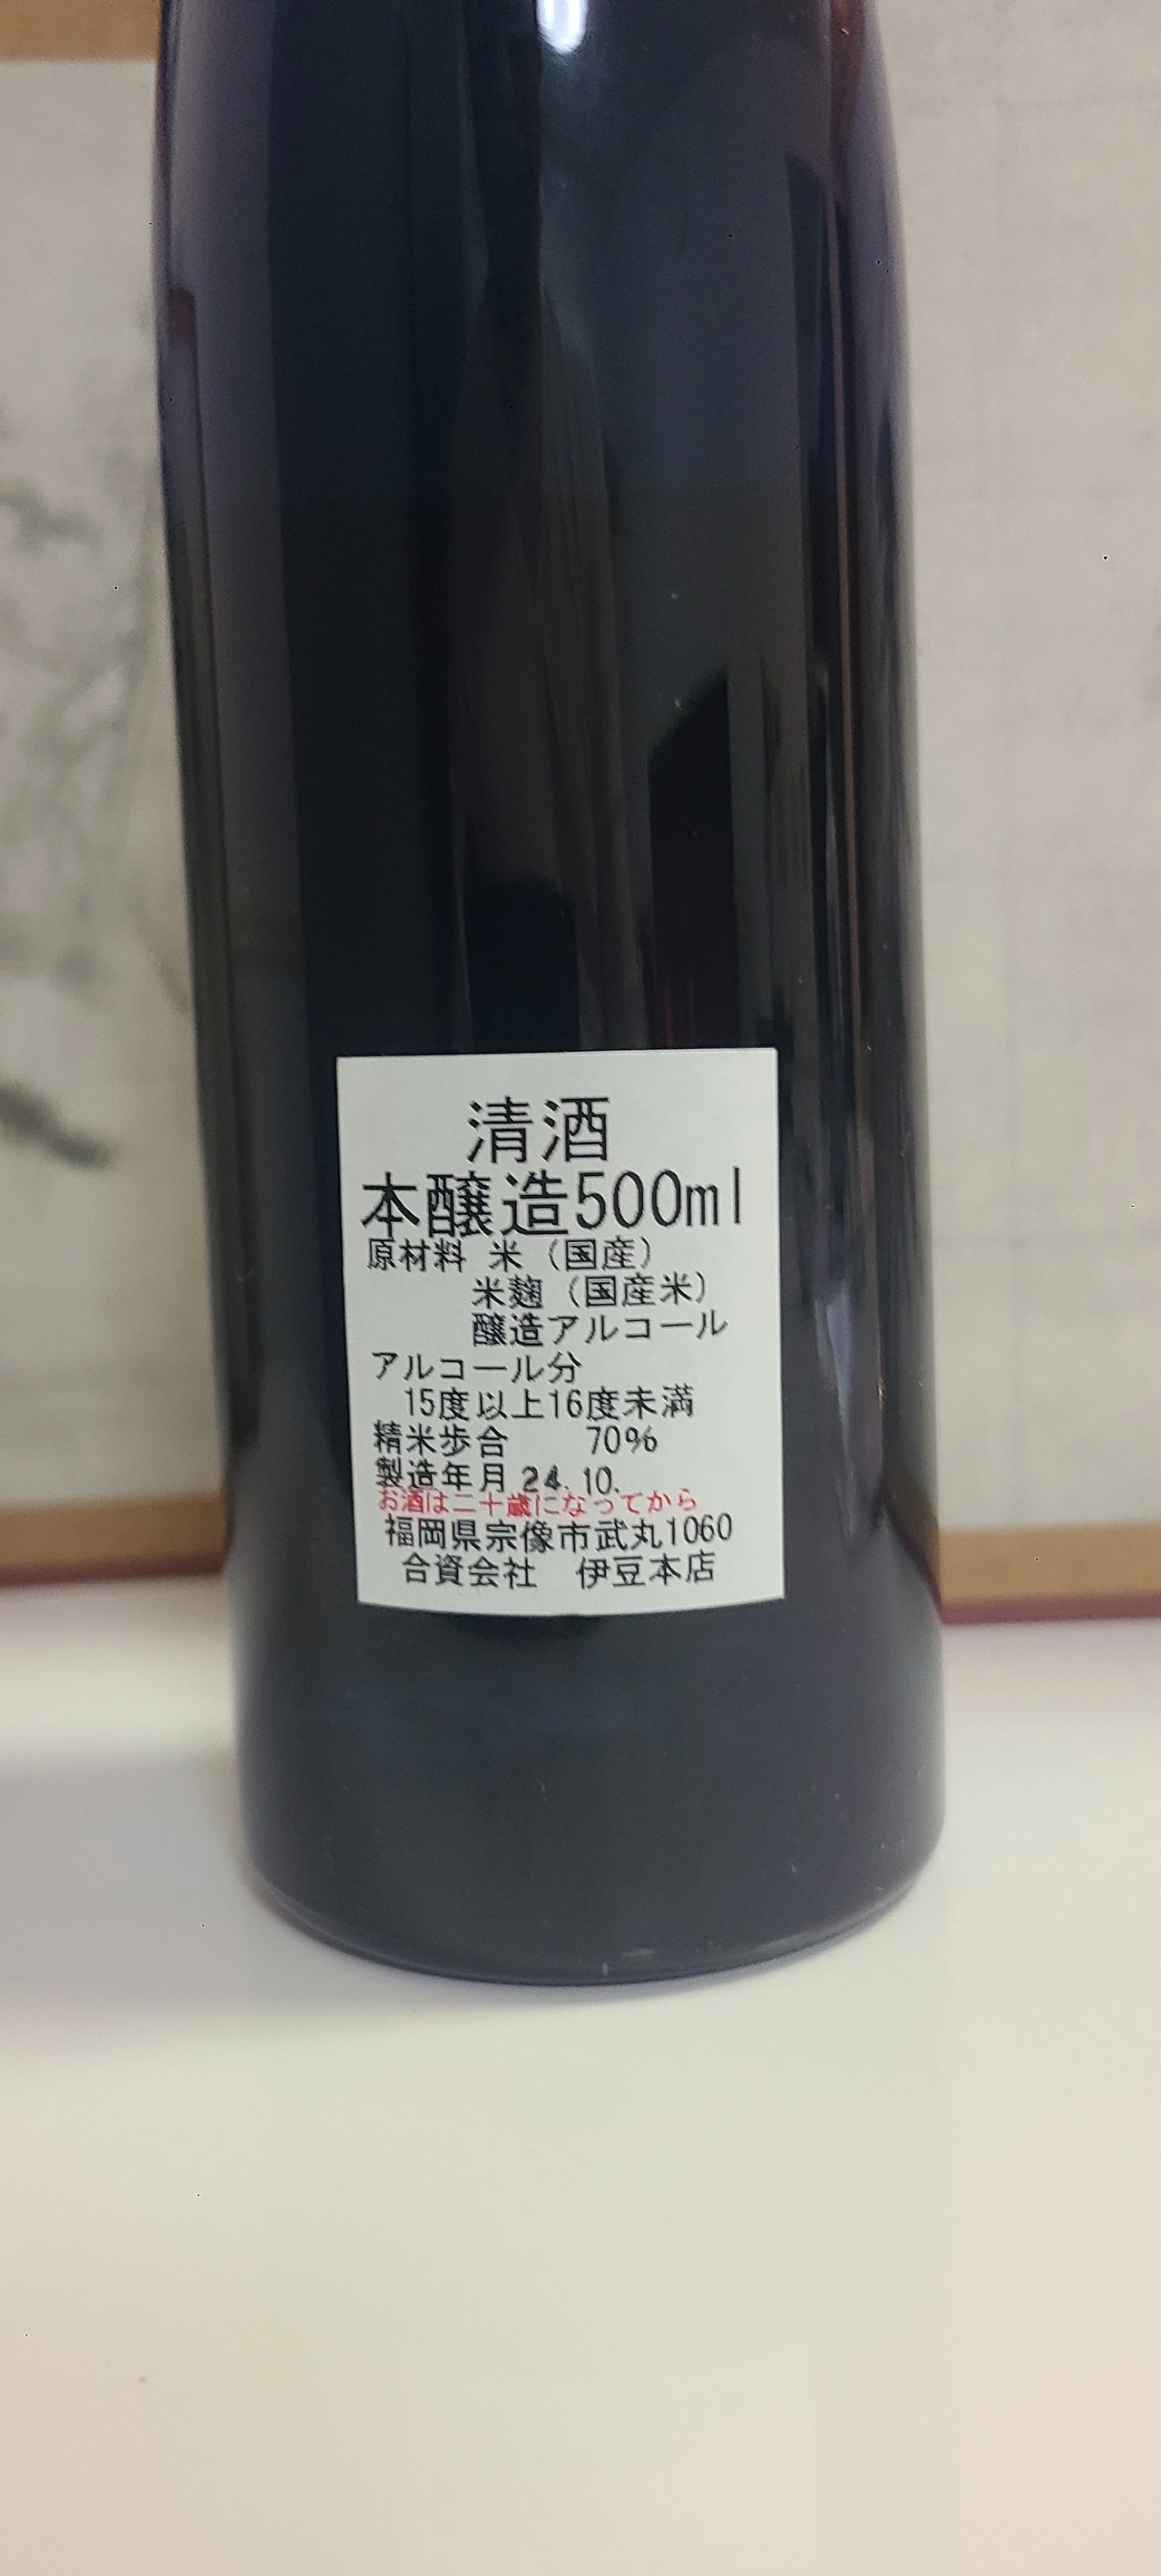 清酒
本醸造500ml
原材料 米(国産)
米麹(国産米)
醸造アルコール
アルコール分
15度以上16度未満
精米歩合 70%
製造年月 24.10.
お酒は二十歳になってから
福岡県宗像市武丸1060
合資会社 伊豆本店